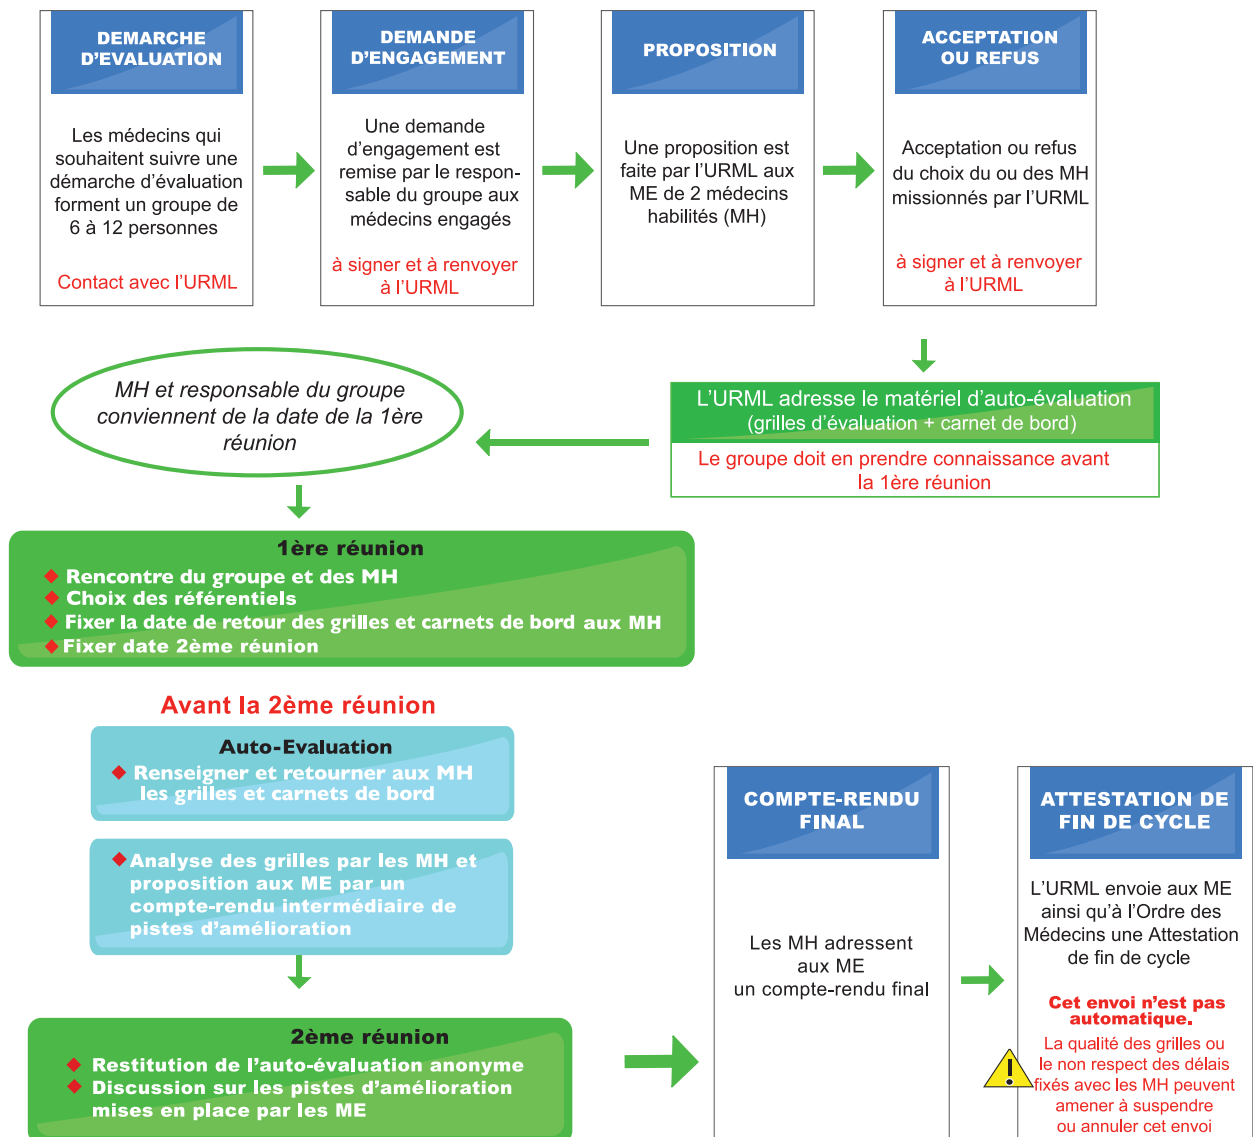 DEMARCHE
D'EVALUATION
Les médecins qui
souhaitent suivre une
démarche d'évaluation
forment un groupe de
6 à 12 personnes
Contact avec l'URML
DEMANDE
D'ENGAGEMENT
Une demande
d'engagement est
remise par le respon-
sable du groupe aux
médecins engagés
à signer et à renvoyer
à l'URML
PROPOSITION
Une proposition est
faite par l'URML aux
ME de 2 médecins
habilités (MH)
ACCEPTATION
OU REFUS
Acceptation ou refus
du choix du ou des MH
missionnés par l'URML
à signer et à renvoyer
à l'URML
L'URML adresse le matériel d'auto-évaluation
(grilles d'évaluation + carnet de bord)
Le groupe doit en prendre connaissance avant
la 1ère réunion
MH et responsable du groupe
conviennent de la date de la 1ère
réunion
1ère réunion
Rencontre du groupe et des MH
Choix des référentiels
Fixer la date de retour des grilles et carnets de bord aux MH
Fixer date 2ème réunion
Avant la 2ème réunion
Auto-Evaluation
Renseigner et retourner aux MH
les grilles et carnets de bord
Analyse des grilles par les MH et
proposition aux ME par un
compte-rendu intermédiaire de
pistes d'amélioration
2ème réunion
Restitution de l'auto-évaluation anonyme
Discussion sur les pistes d'amélioration
mises en place par les ME
COMPTE-RENDU
FINAL
Les MH adressent
aux ME
un compte-rendu final
ATTESTATION DE
FIN DE CYCLE
L'URML envoie aux ME
ainsi qu'à l'Ordre des
Médecins une Attestation
de fin de cycle
Cet envoi n'est pas
automatique.
La qualité des grilles ou
le non respect des délais
fixés avec les MH peuvent
amener à suspendre
ou annuler cet envoi